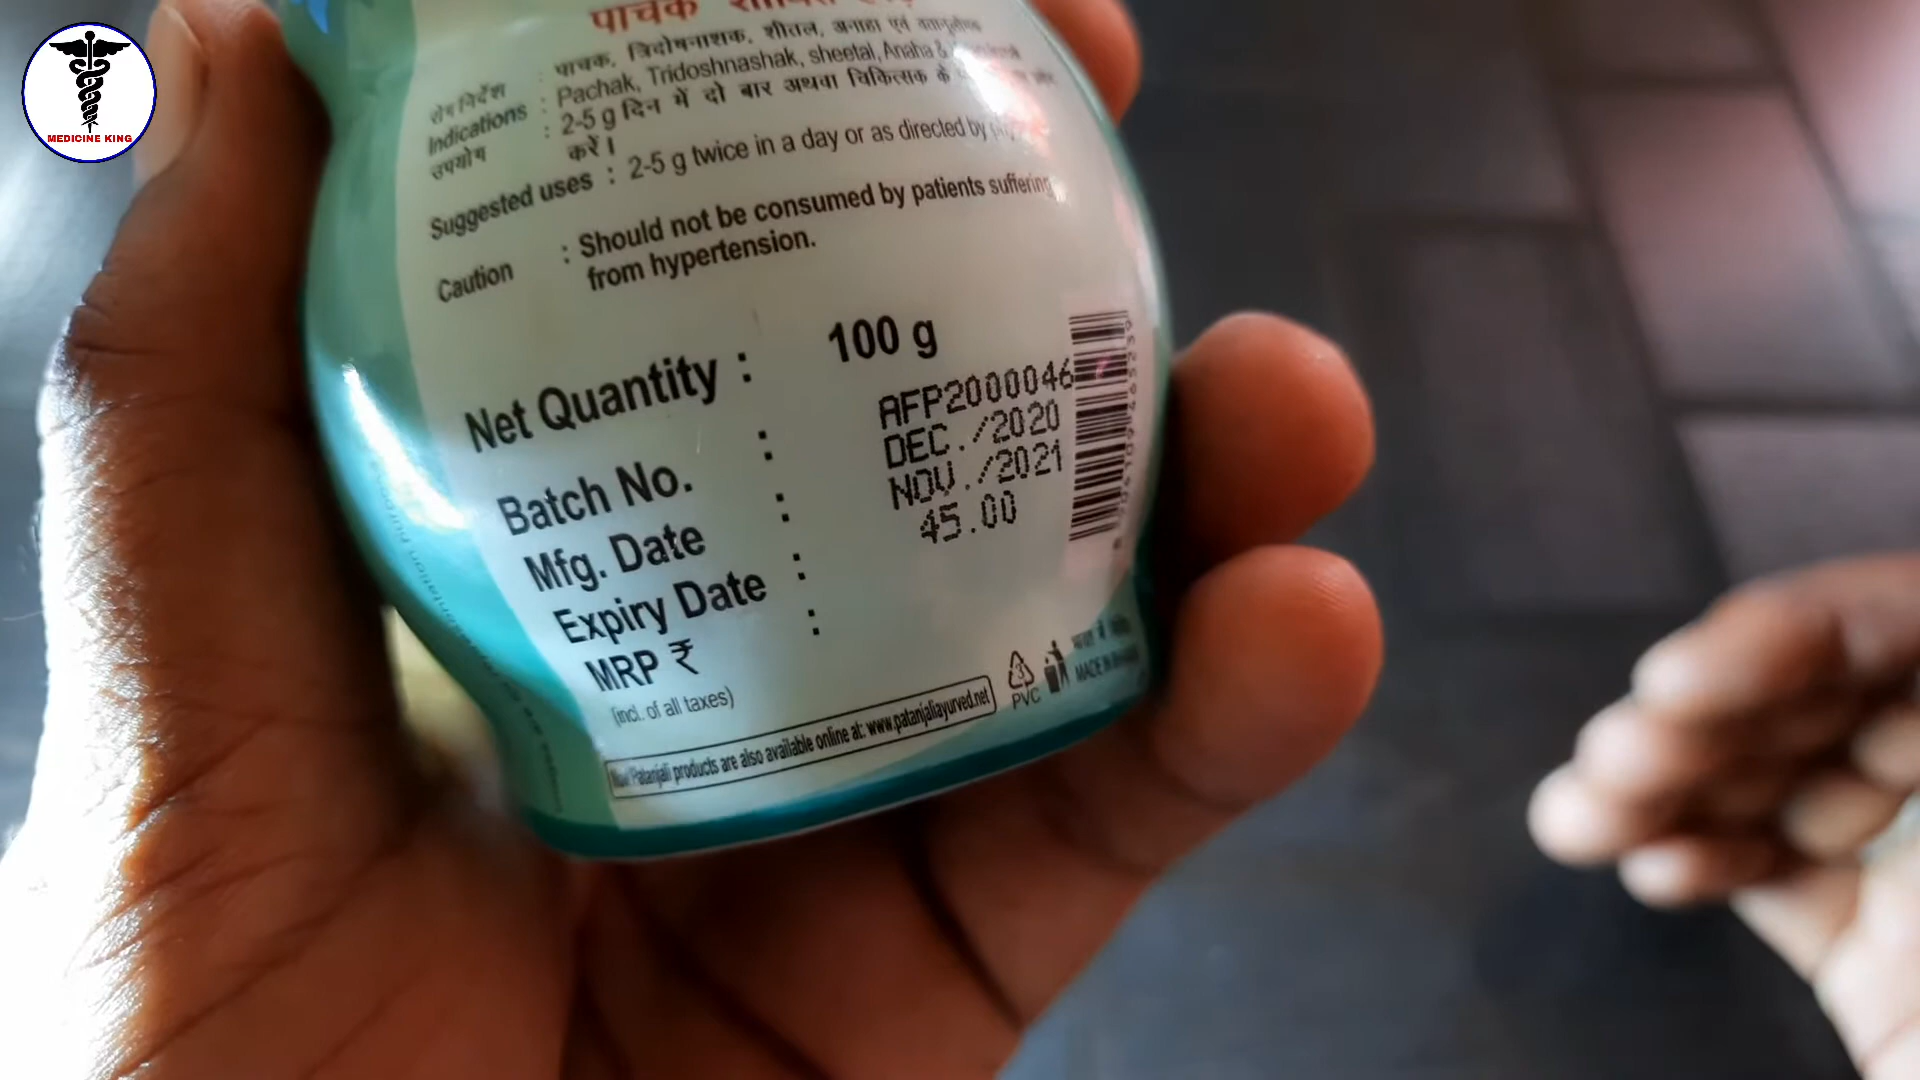 MEDICINE KING
पाचक
: पाचक, त्रिदोषनाशक, शीतल, अनाहा एवं
Indications : Pachak, Tridoshnashak, sheetal, Anaha &
उपयोग : 2-5 g दिन में दो बार अथवा चिकित्सक के
करें।
Suggested uses : 2-5 g twice in a day or as directed by
Caution : Should not be consumed by patients suffering
from hypertension.
Net Quantity : 100 g
Batch No. : AFP2000046
Mfg. Date : DEC./2020
Expiry Date : NOV./2021
MRP ₹ : 45.00
(incl. of all taxes)
Now Patanjali products are also available online at: www.patanjaliayurved.net
3
PVC
MADE IN